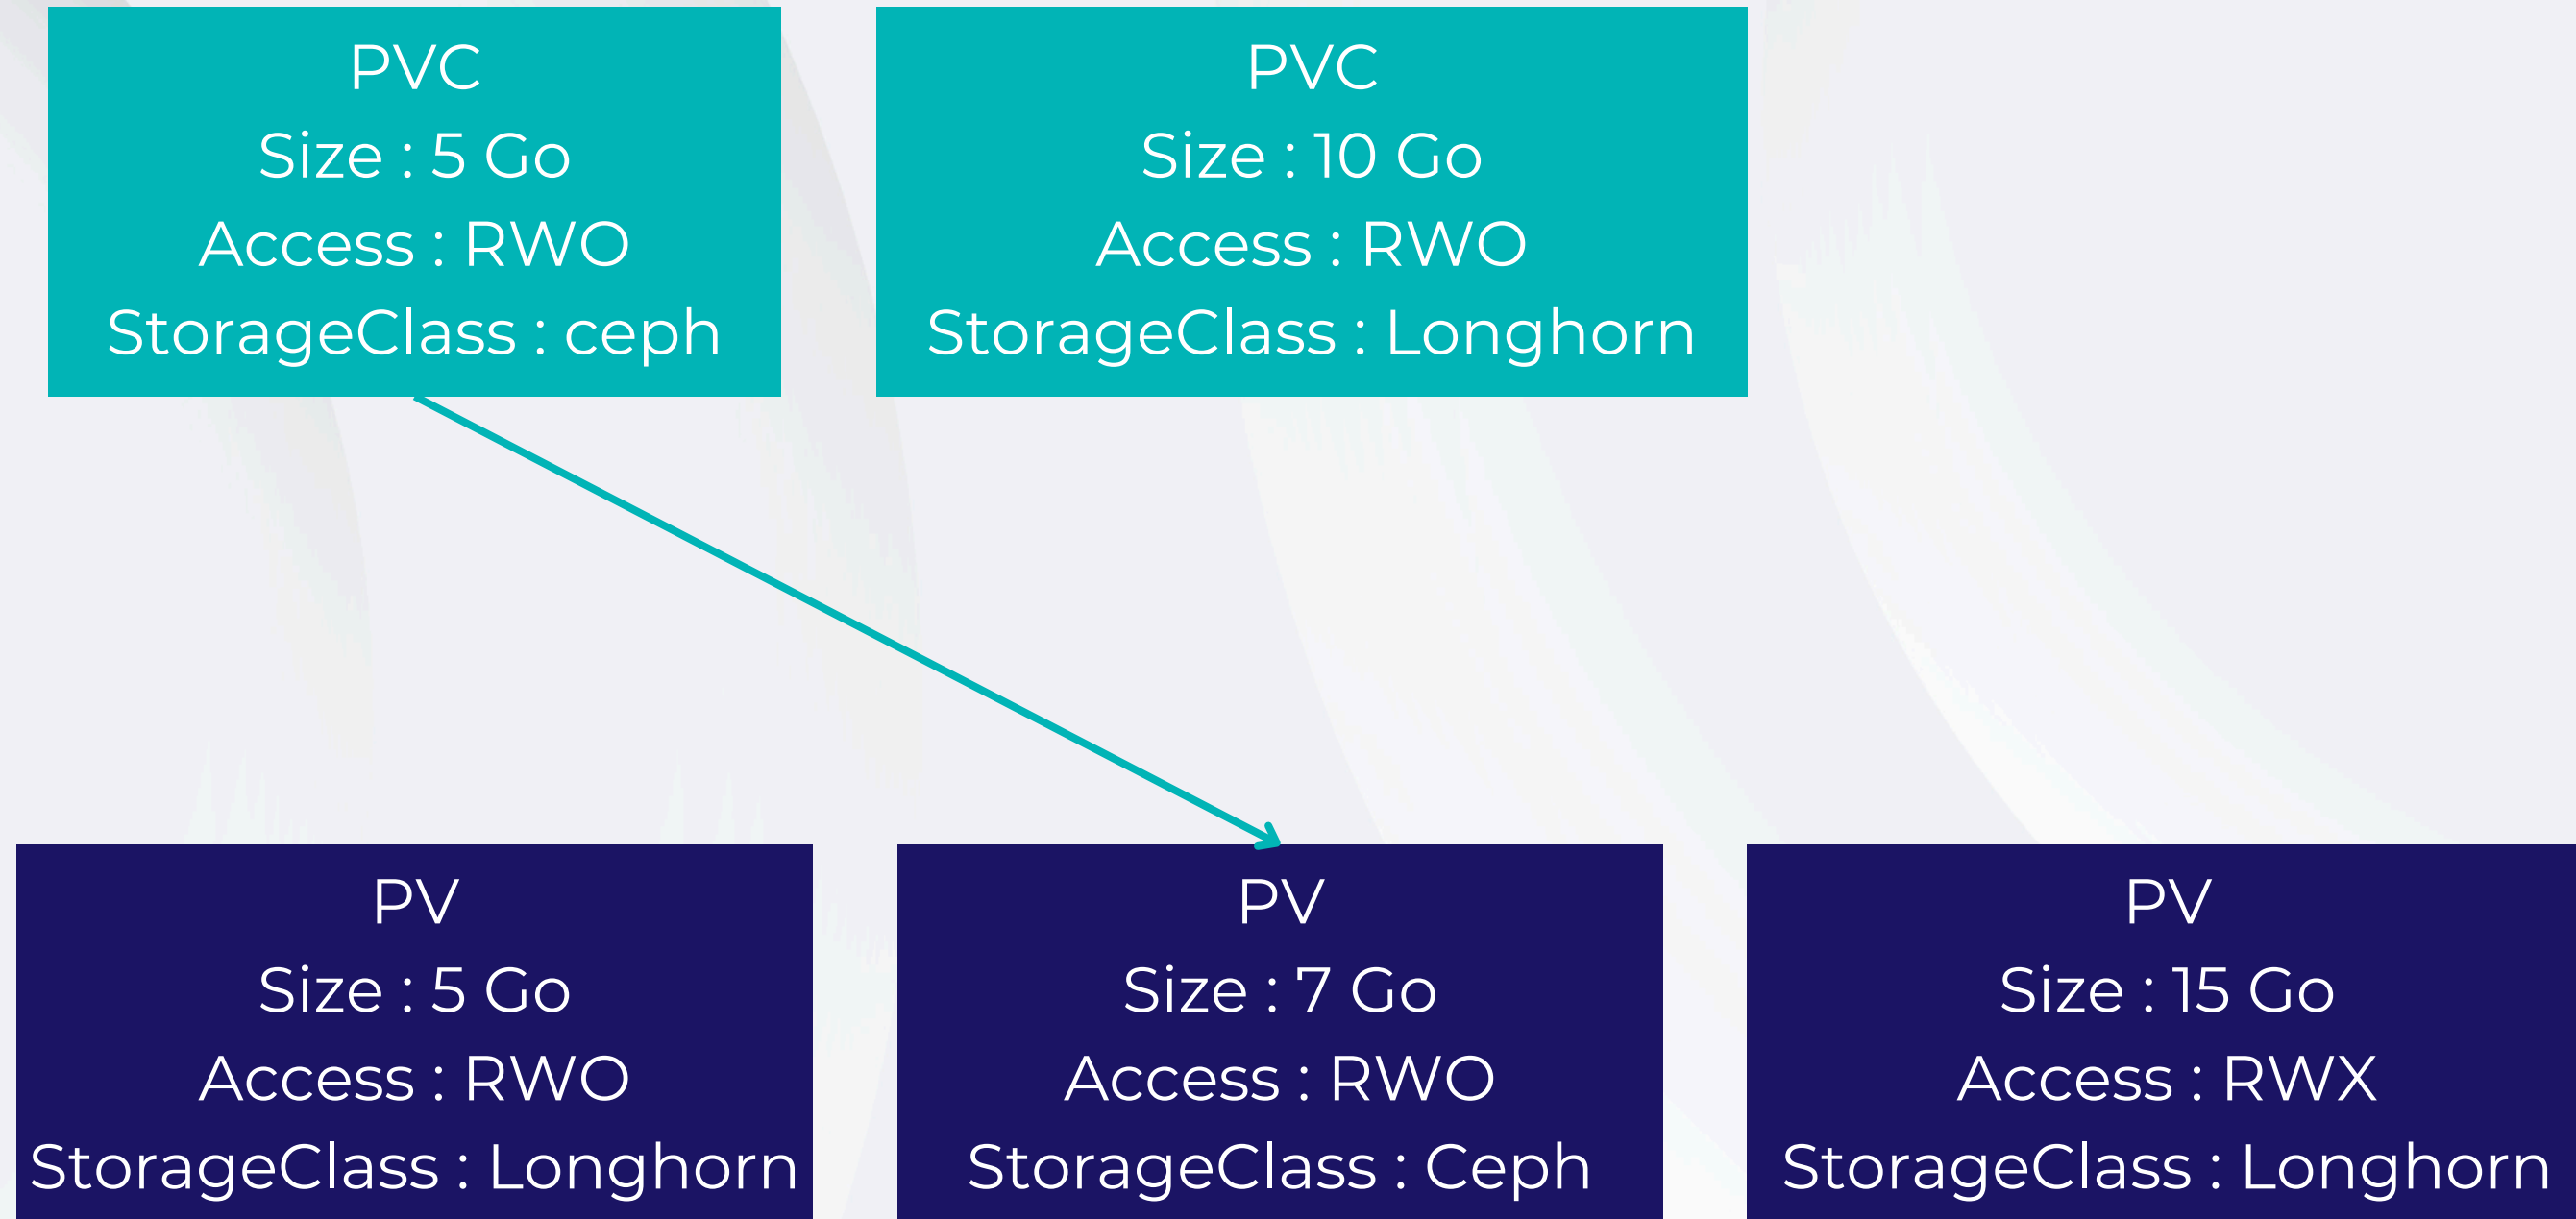 PVC
Size : 5 Go
Access : RWO
StorageClass : ceph
PVC
Size : 10 Go
Access : RWO
StorageClass : Longhorn
PV
Size : 5 Go
Access : RWO
StorageClass : Longhorn
PV
Size : 7 Go
Access : RWO
StorageClass : Ceph
PV
Size : 15 Go
Access : RWX
StorageClass : Longhorn